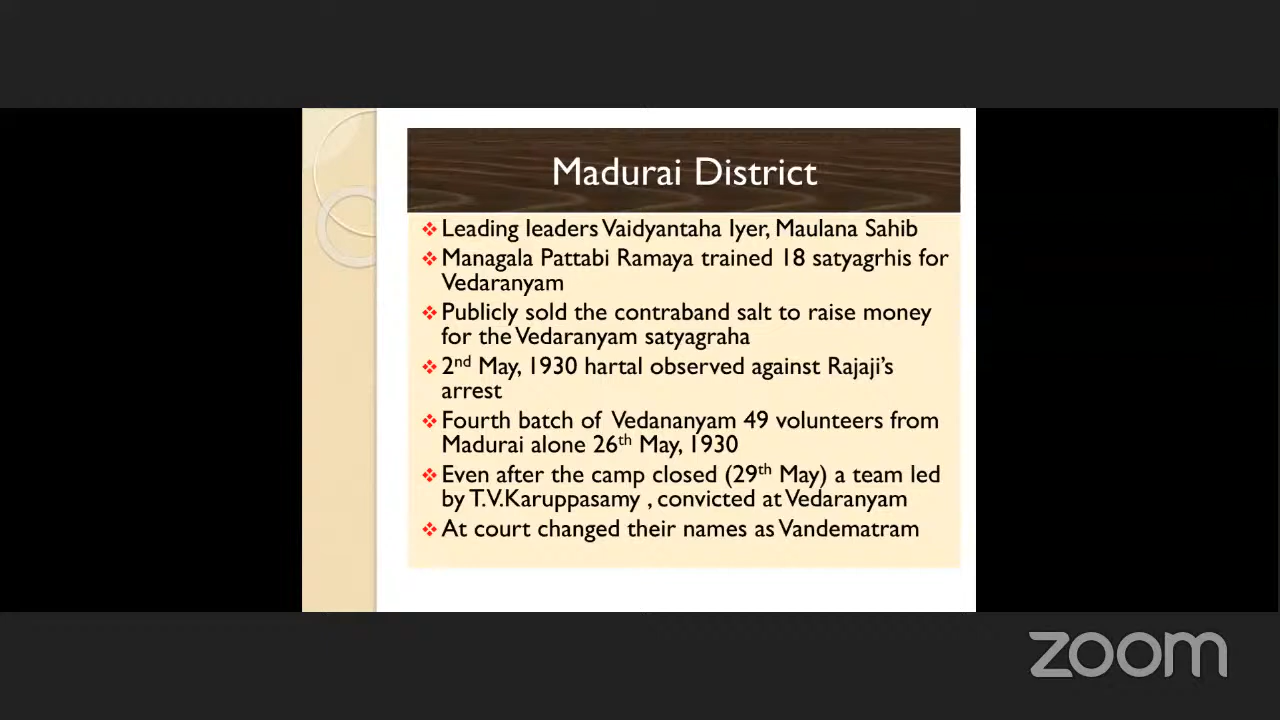 Madurai District
❖Leading leaders Vaidyantaha Iyer, Maulana Sahib
❖Managala Pattabi Ramaya trained 18 satyagrhis for
Vedaranyam
❖Publicly sold the contraband salt to raise money
for the Vedaranyam satyagraha
❖2nd May, 1930 hartal observed against Rajaji's
arrest
❖Fourth batch of Vedananyam 49 volunteers from
Madurai alone 26th May, 1930
❖Even after the camp closed (29th May) a team led
by T.V.Karuppasamy , convicted at Vedaranyam
❖At court changed their names as Vandematram
zoom